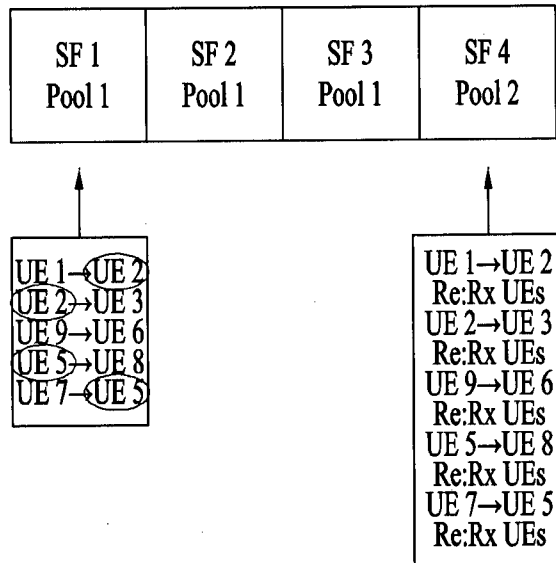 SF 1
Pool 1
SF 2
Pool 1
SF 3
Pool 1
SF 4
Pool 2
UE 1→UE 2
UE 2→UE 3
UE 9→UE 6
UE 5→UE 8
UE 7→UE 5
UE 1→UE 2
Re:Rx UEs
UE 2→UE 3
Re:Rx UEs
UE 9→UE 6
Re:Rx UEs
UE 5→UE 8
Re:Rx UEs
UE 7→UE 5
Re:Rx UEs